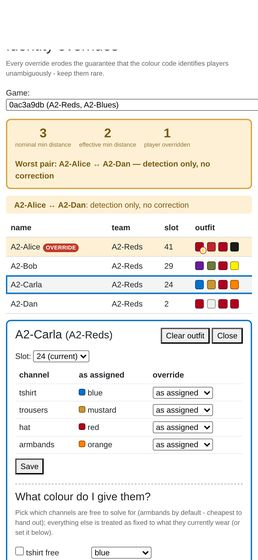 Identity overrides
Every override erodes the guarantee that the colour code identifies players
unambiguously - keep them rare.
Game:
0ac3a9db (A2-Reds, A2-Blues)
3 2 1
nominal min distance effective min distance player overridden
Worst pair: A2-Alice ↔ A2-Dan — detection only, no
correction
A2-Alice ↔ A2-Dan: detection only, no correction
name team slot outfit
A2-Alice OVERRIDE A2-Reds 41
A2-Bob A2-Reds 29
A2-Carla A2-Reds 24
A2-Dan A2-Reds 2
A2-Carla (A2-Reds) Clear outfit Close
Slot: 24 (current)
channel as assigned override
tshirt blue as assigned
trousers mustard as assigned
hat red as assigned
armbands orange as assigned
Save
What colour do I give them?
Pick which channels are free to solve for (armbands by default - cheapest to
hand out); everything else is treated as fixed to what they currently wear (or
set it below).
tshirt free blue